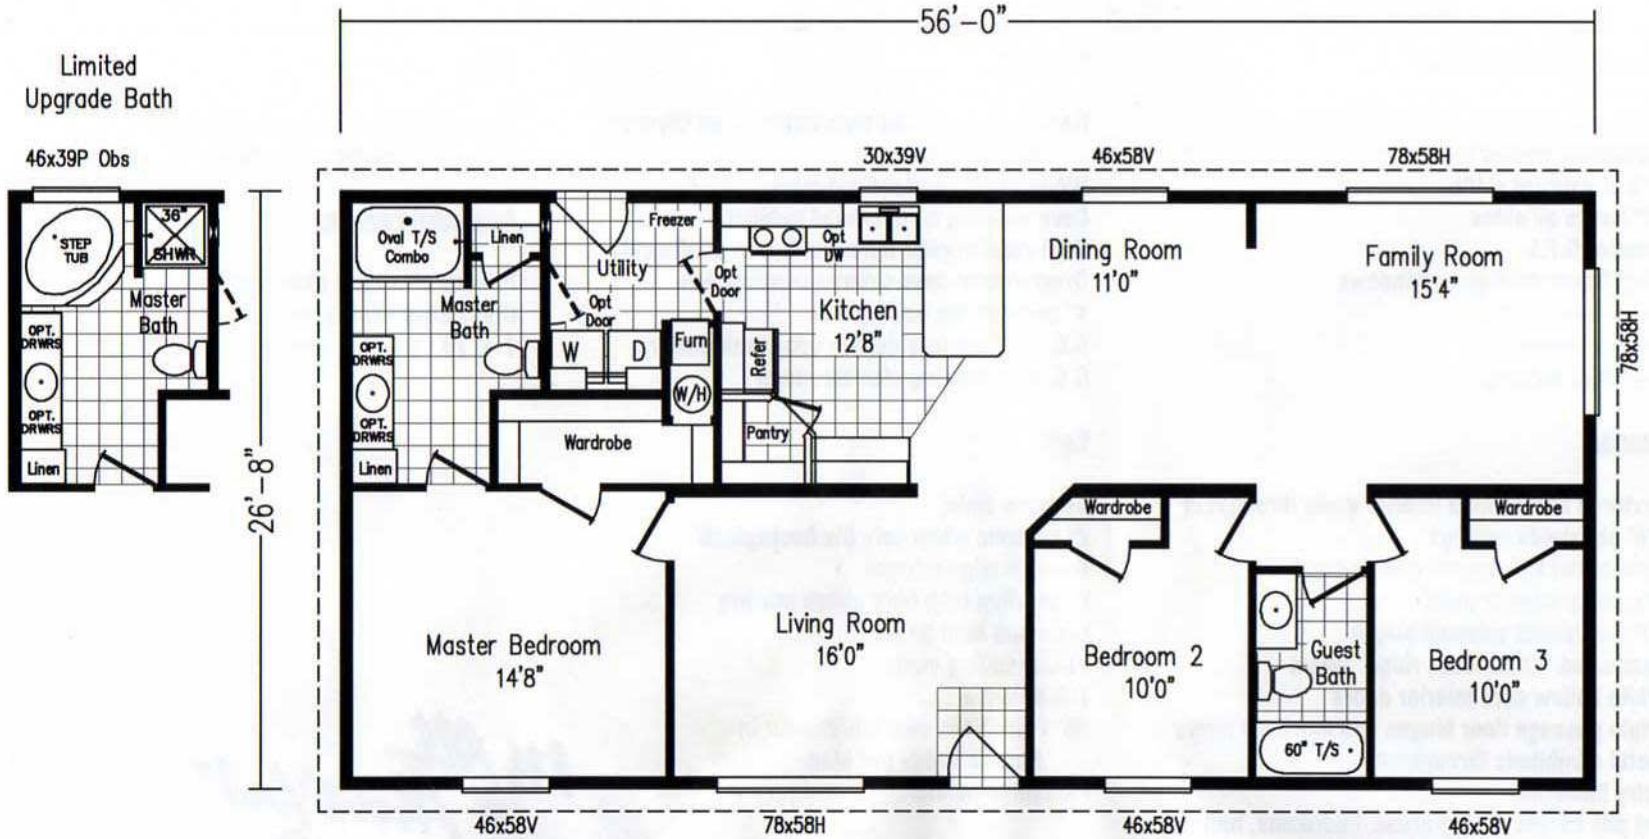 56'-0"
Limited
Upgrade Bath
46x39P Obs
30x39V
46x58V
78x58H
36"
SHWR
STEP
TUB
Master
Bath
OPT.
DRWRS
OPT.
DRWRS
Linen
26'-8"
Oval T/S
Combo
Linen
Master
Bath
OPT.
DRWRS
OPT.
DRWRS
Linen
Freezer
Utility
Opt
Door
Opt
Door
W
D
Furn
W/H
Wardrobe
Opt
DW
Kitchen
12'8"
Refer
Pantry
Dining Room
11'0"
Family Room
15'4"
78x58H
Master Bedroom
14'8"
Living Room
16'0"
Wardrobe
Bedroom 2
10'0"
Guest
Bath
60" T/S
Wardrobe
Bedroom 3
10'0"
46x58V
78x58H
46x58V
46x58V